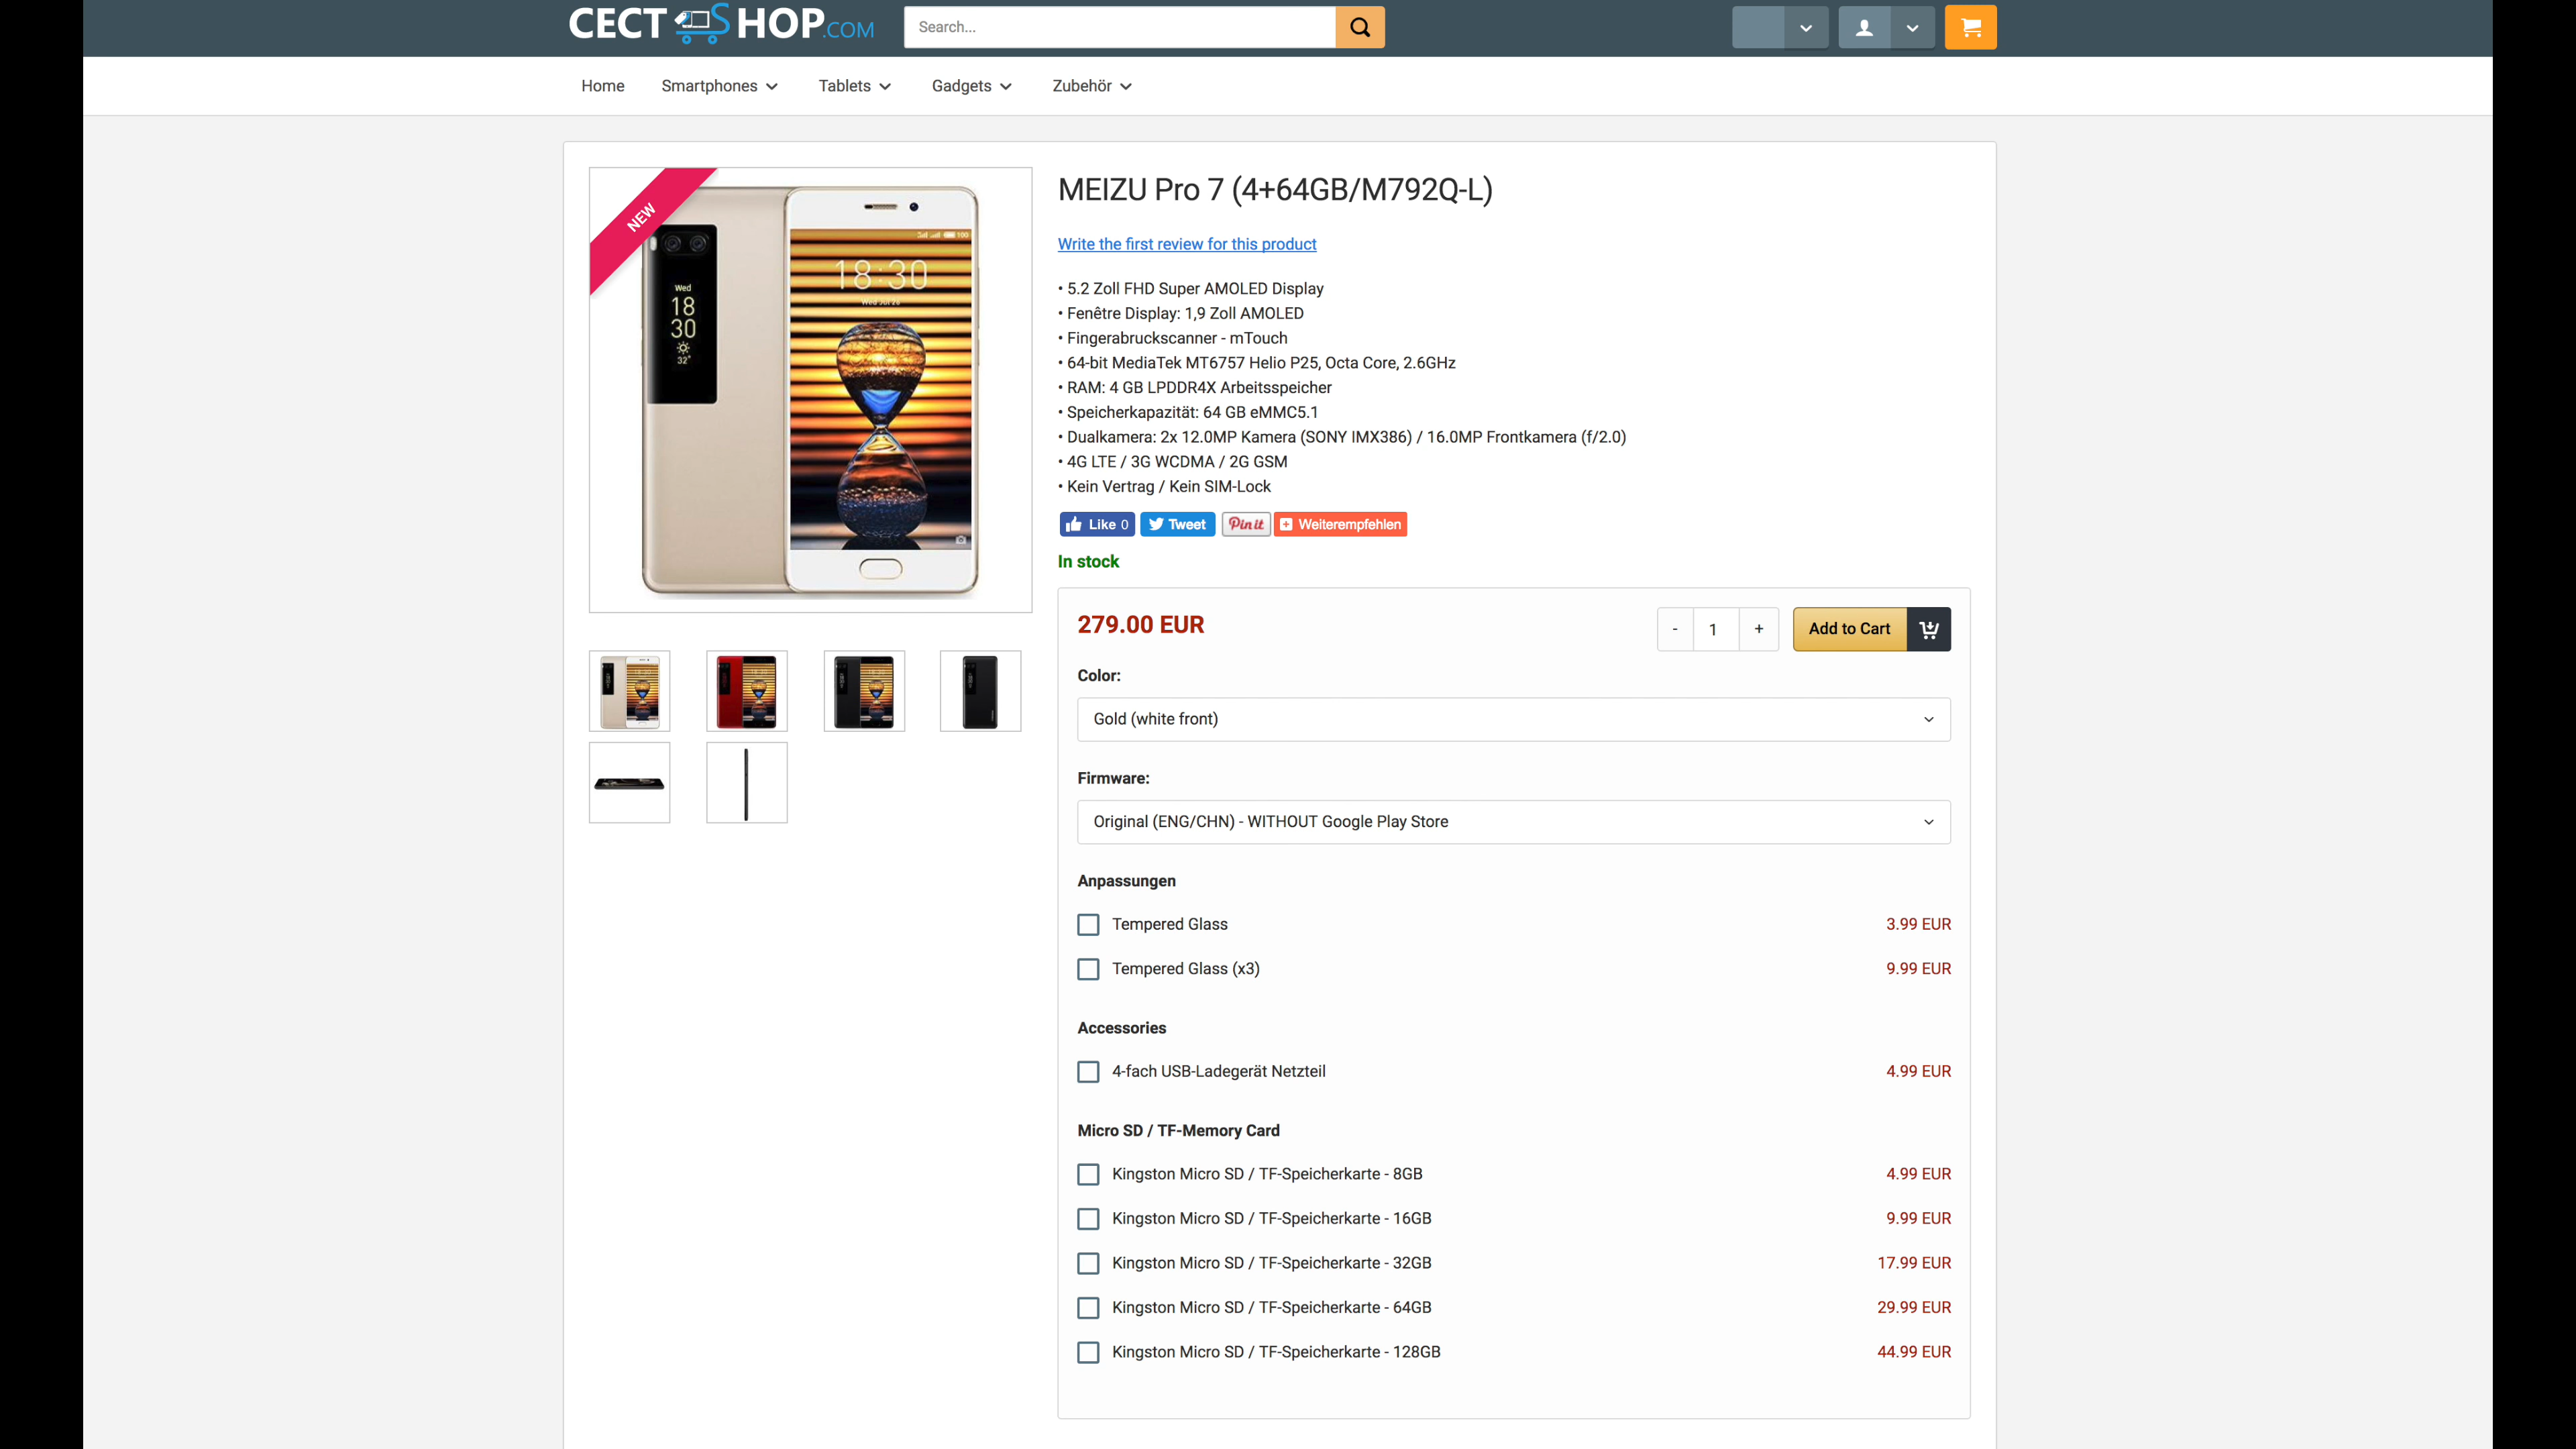 CECT SHOP.COM
Search...
Home Smartphones Tablets Gadgets Zubehör
NEW
Wed
18
30
32°
100
18:30
Wed Jul 26
MEIZU Pro 7 (4+64GB/M792Q-L)
Write the first review for this product
• 5.2 Zoll FHD Super AMOLED Display
• Fenêtre Display: 1,9 Zoll AMOLED
• Fingerabruckscanner - mTouch
• 64-bit MediaTek MT6757 Helio P25, Octa Core, 2.6GHz
• RAM: 4 GB LPDDR4X Arbeitsspeicher
• Speicherkapazität: 64 GB eMMC5.1
• Dualkamera: 2x 12.0MP Kamera (SONY IMX386) / 16.0MP Frontkamera (f/2.0)
• 4G LTE / 3G WCDMA / 2G GSM
• Kein Vertrag / Kein SIM-Lock
Like 0 Tweet Pin it Weiterempfehlen
In stock
279.00 EUR - 1 + Add to Cart
Color:
Gold (white front)
Firmware:
Original (ENG/CHN) - WITHOUT Google Play Store
Anpassungen
Tempered Glass 3.99 EUR
Tempered Glass (x3) 9.99 EUR
Accessories
4-fach USB-Ladegerät Netzteil 4.99 EUR
Micro SD / TF-Memory Card
Kingston Micro SD / TF-Speicherkarte - 8GB 4.99 EUR
Kingston Micro SD / TF-Speicherkarte - 16GB 9.99 EUR
Kingston Micro SD / TF-Speicherkarte - 32GB 17.99 EUR
Kingston Micro SD / TF-Speicherkarte - 64GB 29.99 EUR
Kingston Micro SD / TF-Speicherkarte - 128GB 44.99 EUR